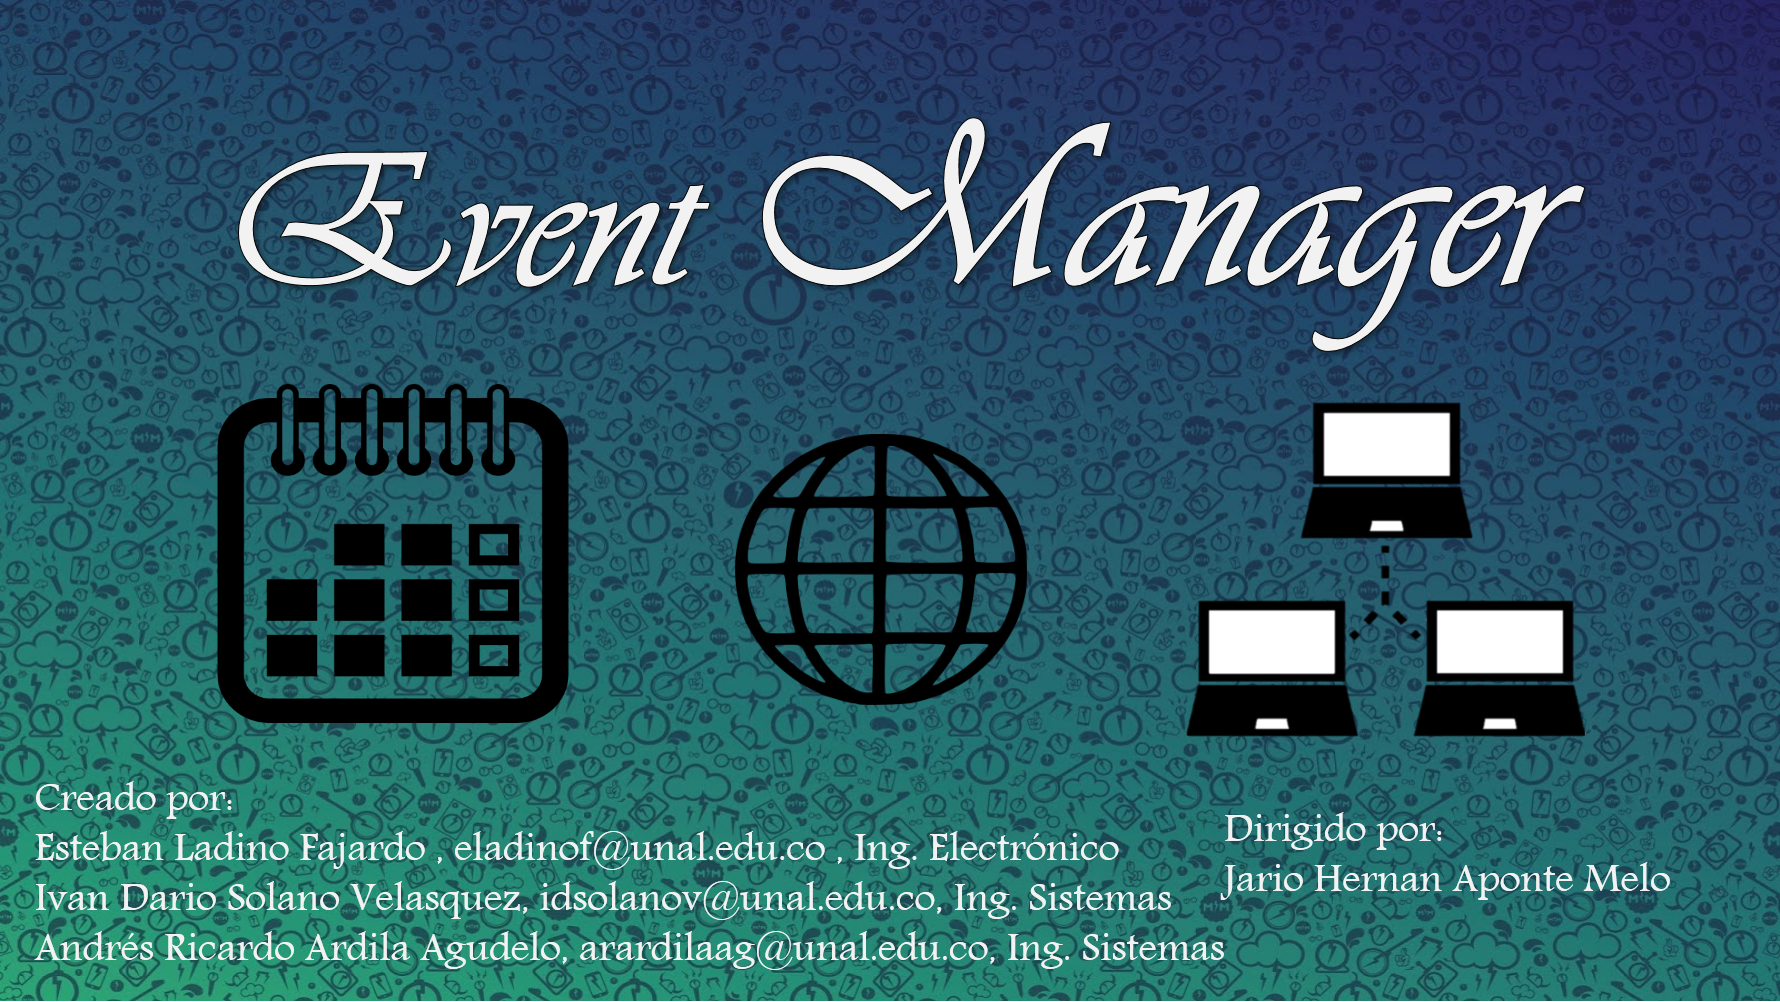 Event Manager
Creado por:
Esteban Ladino Fajardo , eladinof@unal.edu.co , Ing. Electrónico
Ivan Dario Solano Velasquez, idsolanov@unal.edu.co, Ing. Sistemas
Andrés Ricardo Ardila Agudelo, arardilaag@unal.edu.co, Ing. Sistemas
Dirigido por:
Jario Hernan Aponte Melo